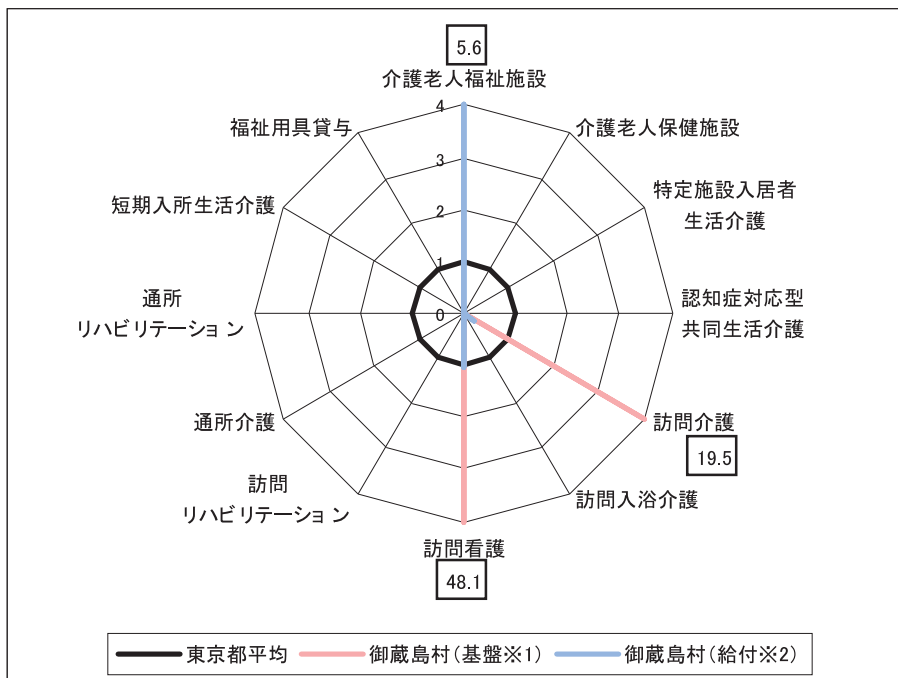 5.6
介護老人福祉施設
4
福祉用具貸与
介護老人保健施設
3
短期入所生活介護
特定施設入居者
生活介護
2
1
通所
リハビリテーション
0
認知症対応型
共同生活介護
通所介護
訪問介護
19.5
訪問
リハビリテーション
訪問入浴介護
訪問看護
48.1
東京都平均
御蔵島村(基盤※1)
御蔵島村(給付※2)